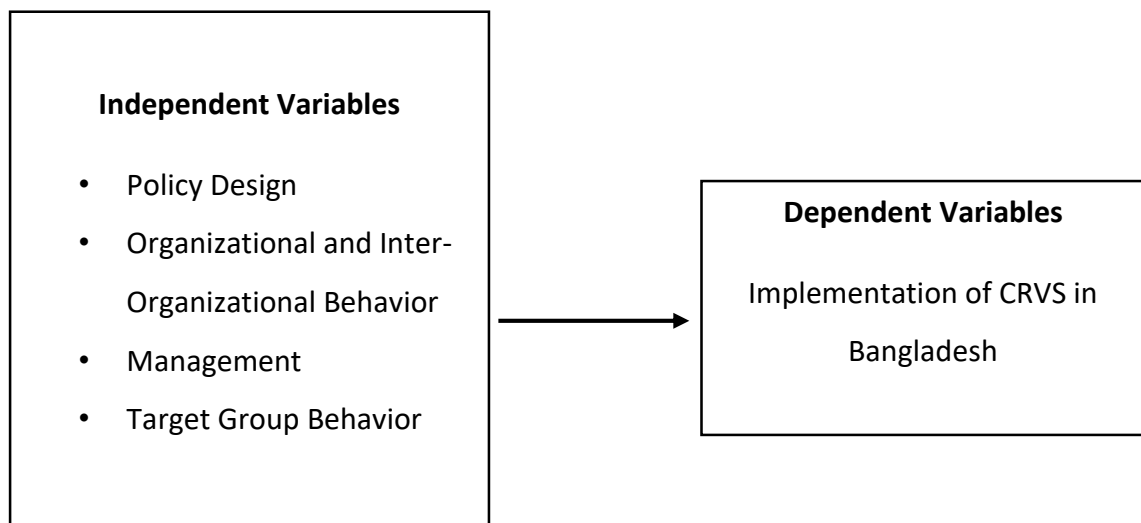 Independent Variables
• Policy Design
• Organizational and Inter-
Organizational Behavior
• Management
• Target Group Behavior
Dependent Variables
Implementation of CRVS in
Bangladesh